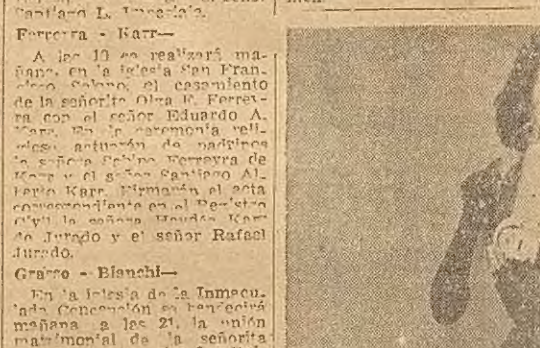 Santiago L.
Ferreyra - Karr—
A las 10 se realizará ma-
ñana, en la iglesia San Fran-
cisco Solano, el casamiento
de la señorita Olga E. Ferrey-
ra con el señor Eduardo A.
Karr. En la ceremonia reli-
giosa actuarán de padrinos
la señora Sabina Ferreyra de
Karr y el señor Santiago Al-
berto Karr. Firmarán el acta
correspondiente en el Registro
Civil la señora Haydée Karr
de Jurado y el señor Rafael
Jurado.
Grasso - Bianchi—
En la iglesia de la Inmacu-
lada Concepción se bendecirá
mañana a las 21, la unión
matrimonial de la señorita